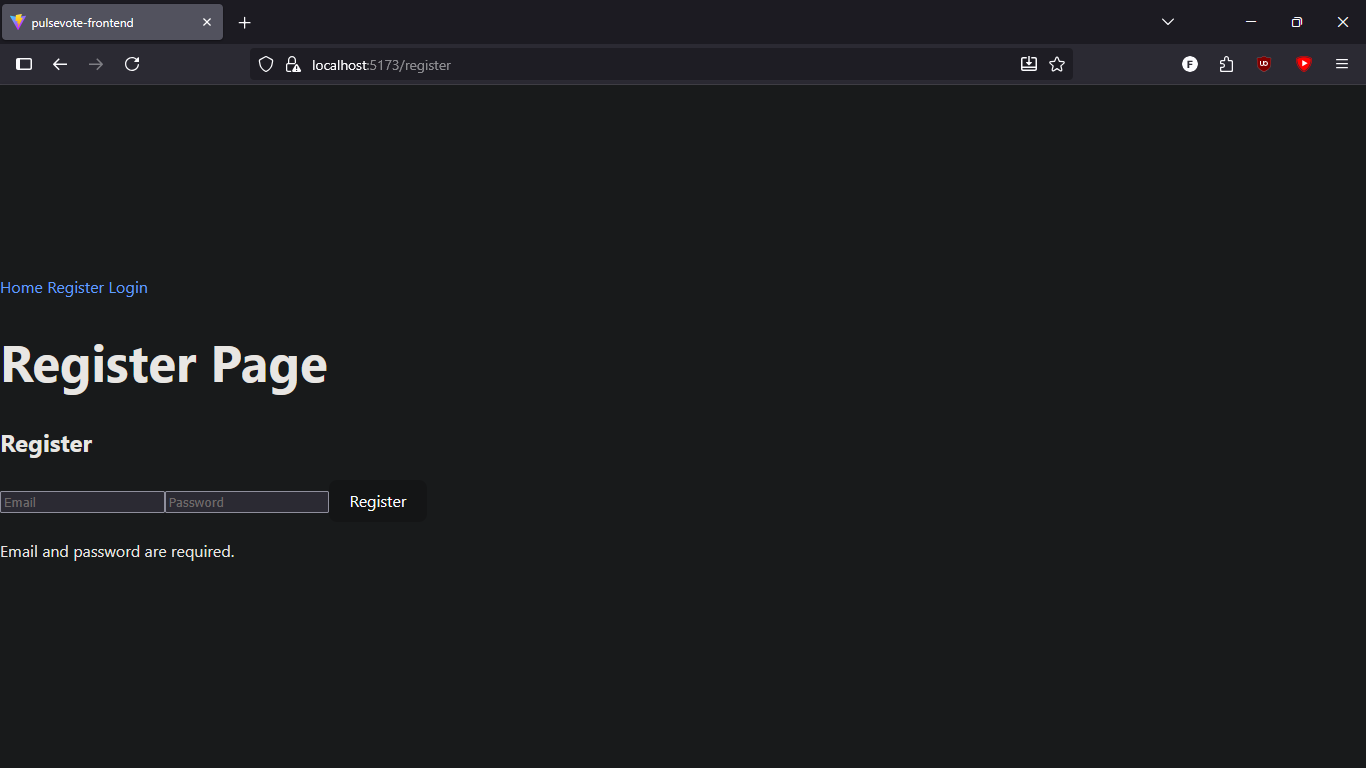 pulsevote-frontend
localhost:5173/register
F
UD
Home Register Login
Register Page
Register
Email Password Register
Email and password are required.